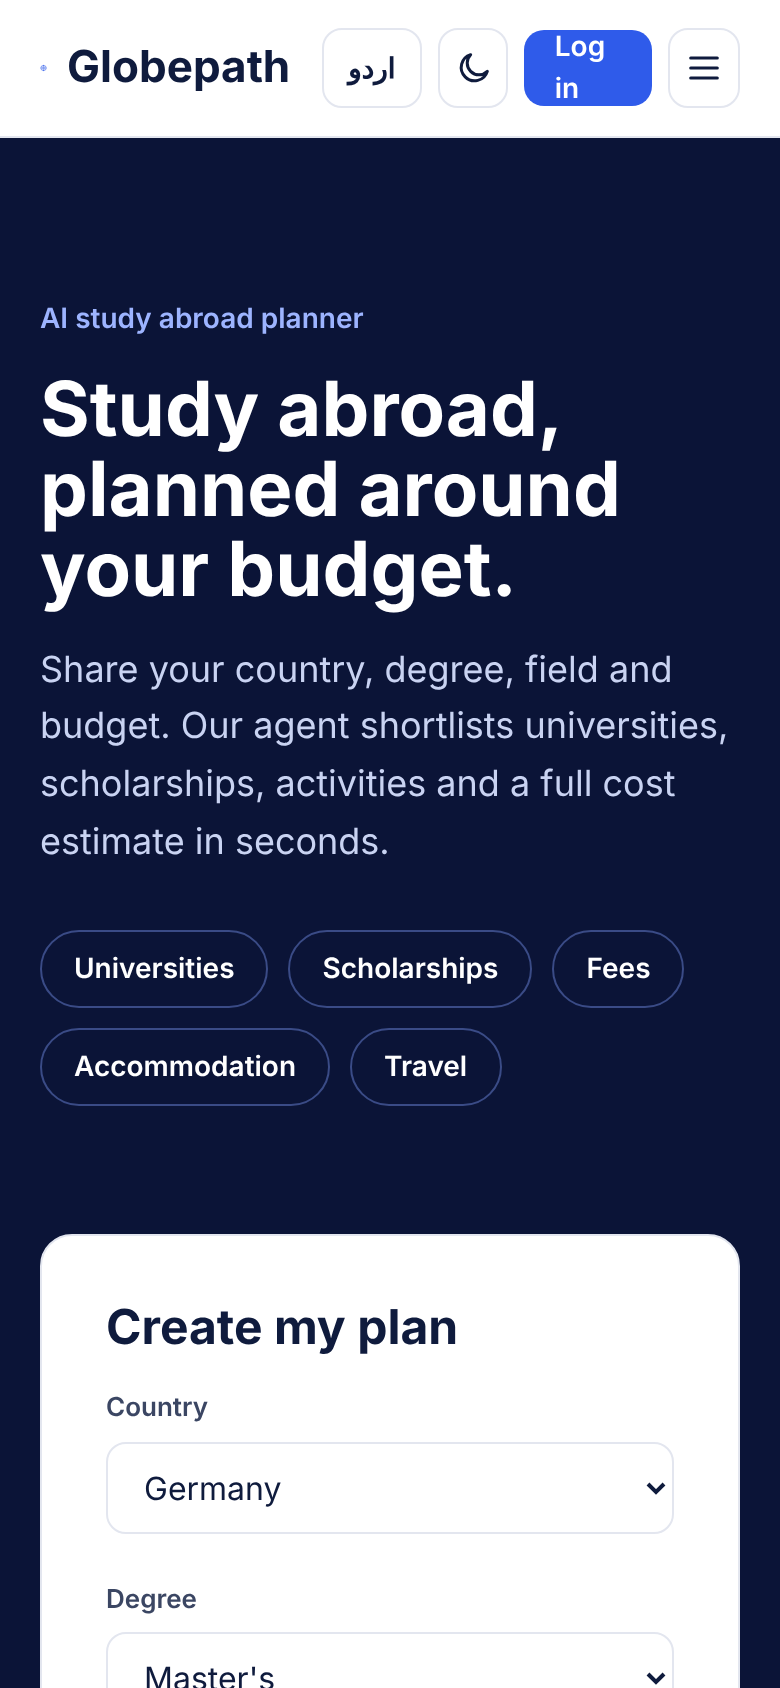 Globepath
اردو
Log
in
AI study abroad planner
Study abroad,
planned around
your budget.
Share your country, degree, field and
budget. Our agent shortlists universities,
scholarships, activities and a full cost
estimate in seconds.
Universities
Scholarships
Fees
Accommodation
Travel
Create my plan
Country
Germany
Degree
Master's